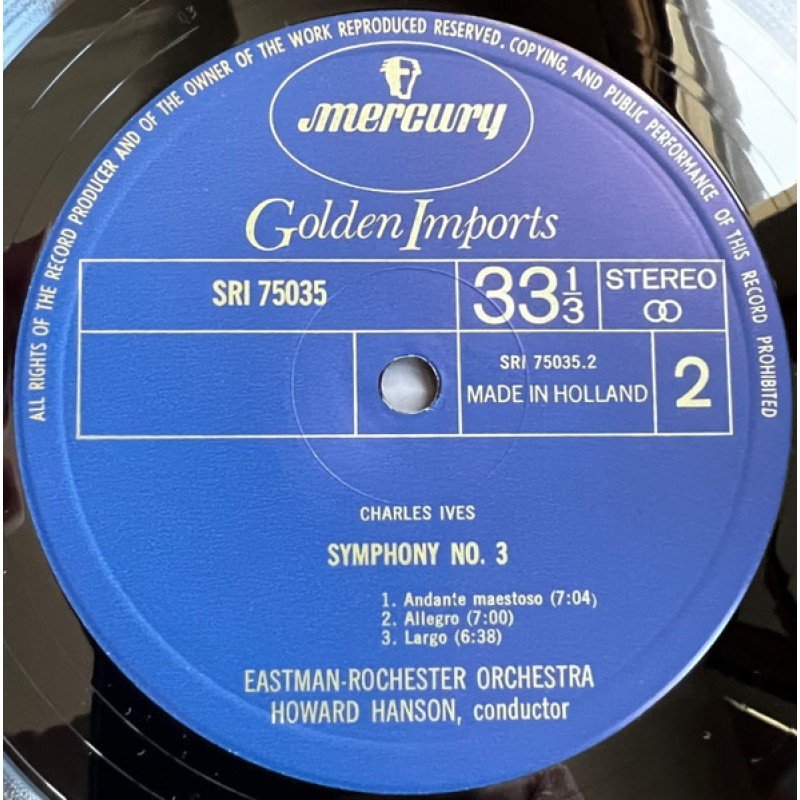 ALL RIGHTS OF THE RECORD PRODUCER AND OF THE OWNER OF THE WORK REPRODUCED RESERVED. COPYING, AND PUBLIC PERFORMANCE OF THIS RECORD PROHIBITED
mercury
Golden Imports
SRI 75035
33 1/3
STEREO
SRI 75035.2
MADE IN HOLLAND
2
CHARLES IVES
SYMPHONY NO. 3
1. Andante maestoso (7:04)
2. Allegro (7:00)
3. Largo (6:38)
EASTMAN-ROCHESTER ORCHESTRA
HOWARD HANSON, conductor